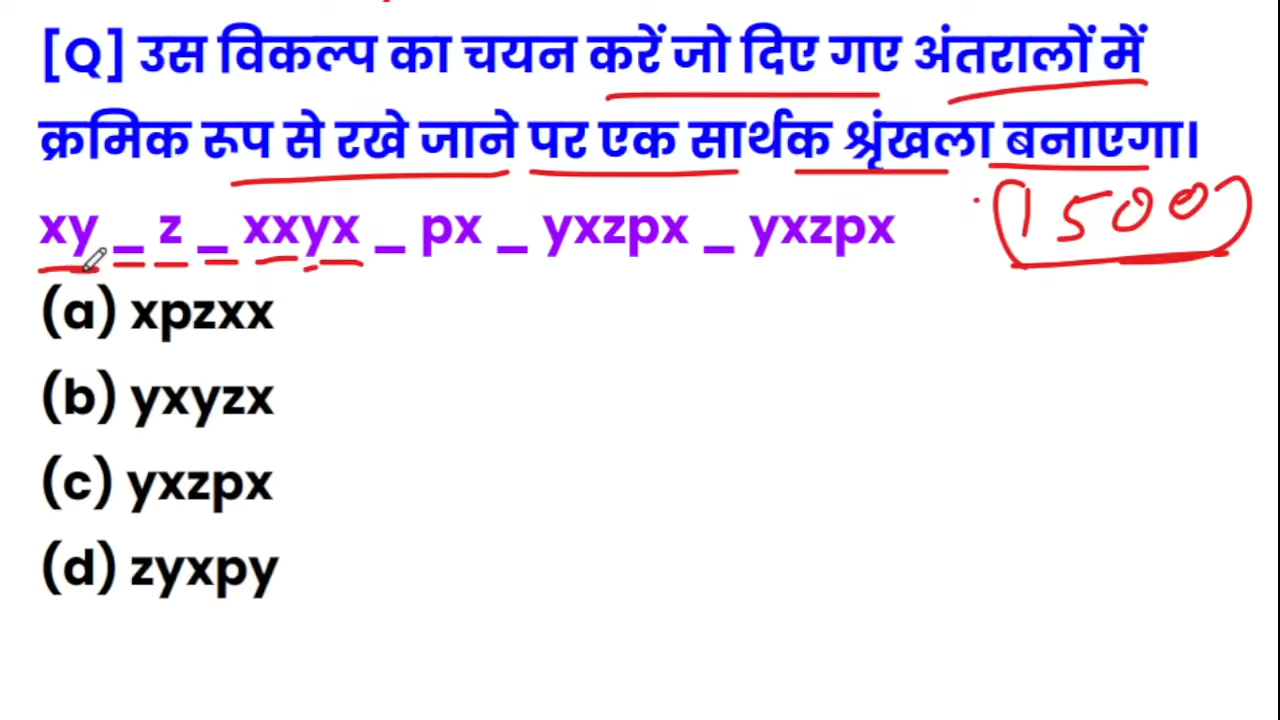 [Q] उस विकल्प का चयन करें जो दिए गए अंतरालों में
क्रमिक रूप से रखे जाने पर एक सार्थक श्रृंखला बनाएगा।
xy _ z _ xxyx _ px _ yxzpx _ yxzpx
1500
(a) xpzxx
(b) yxyzx
(c) yxzpx
(d) zyxpy